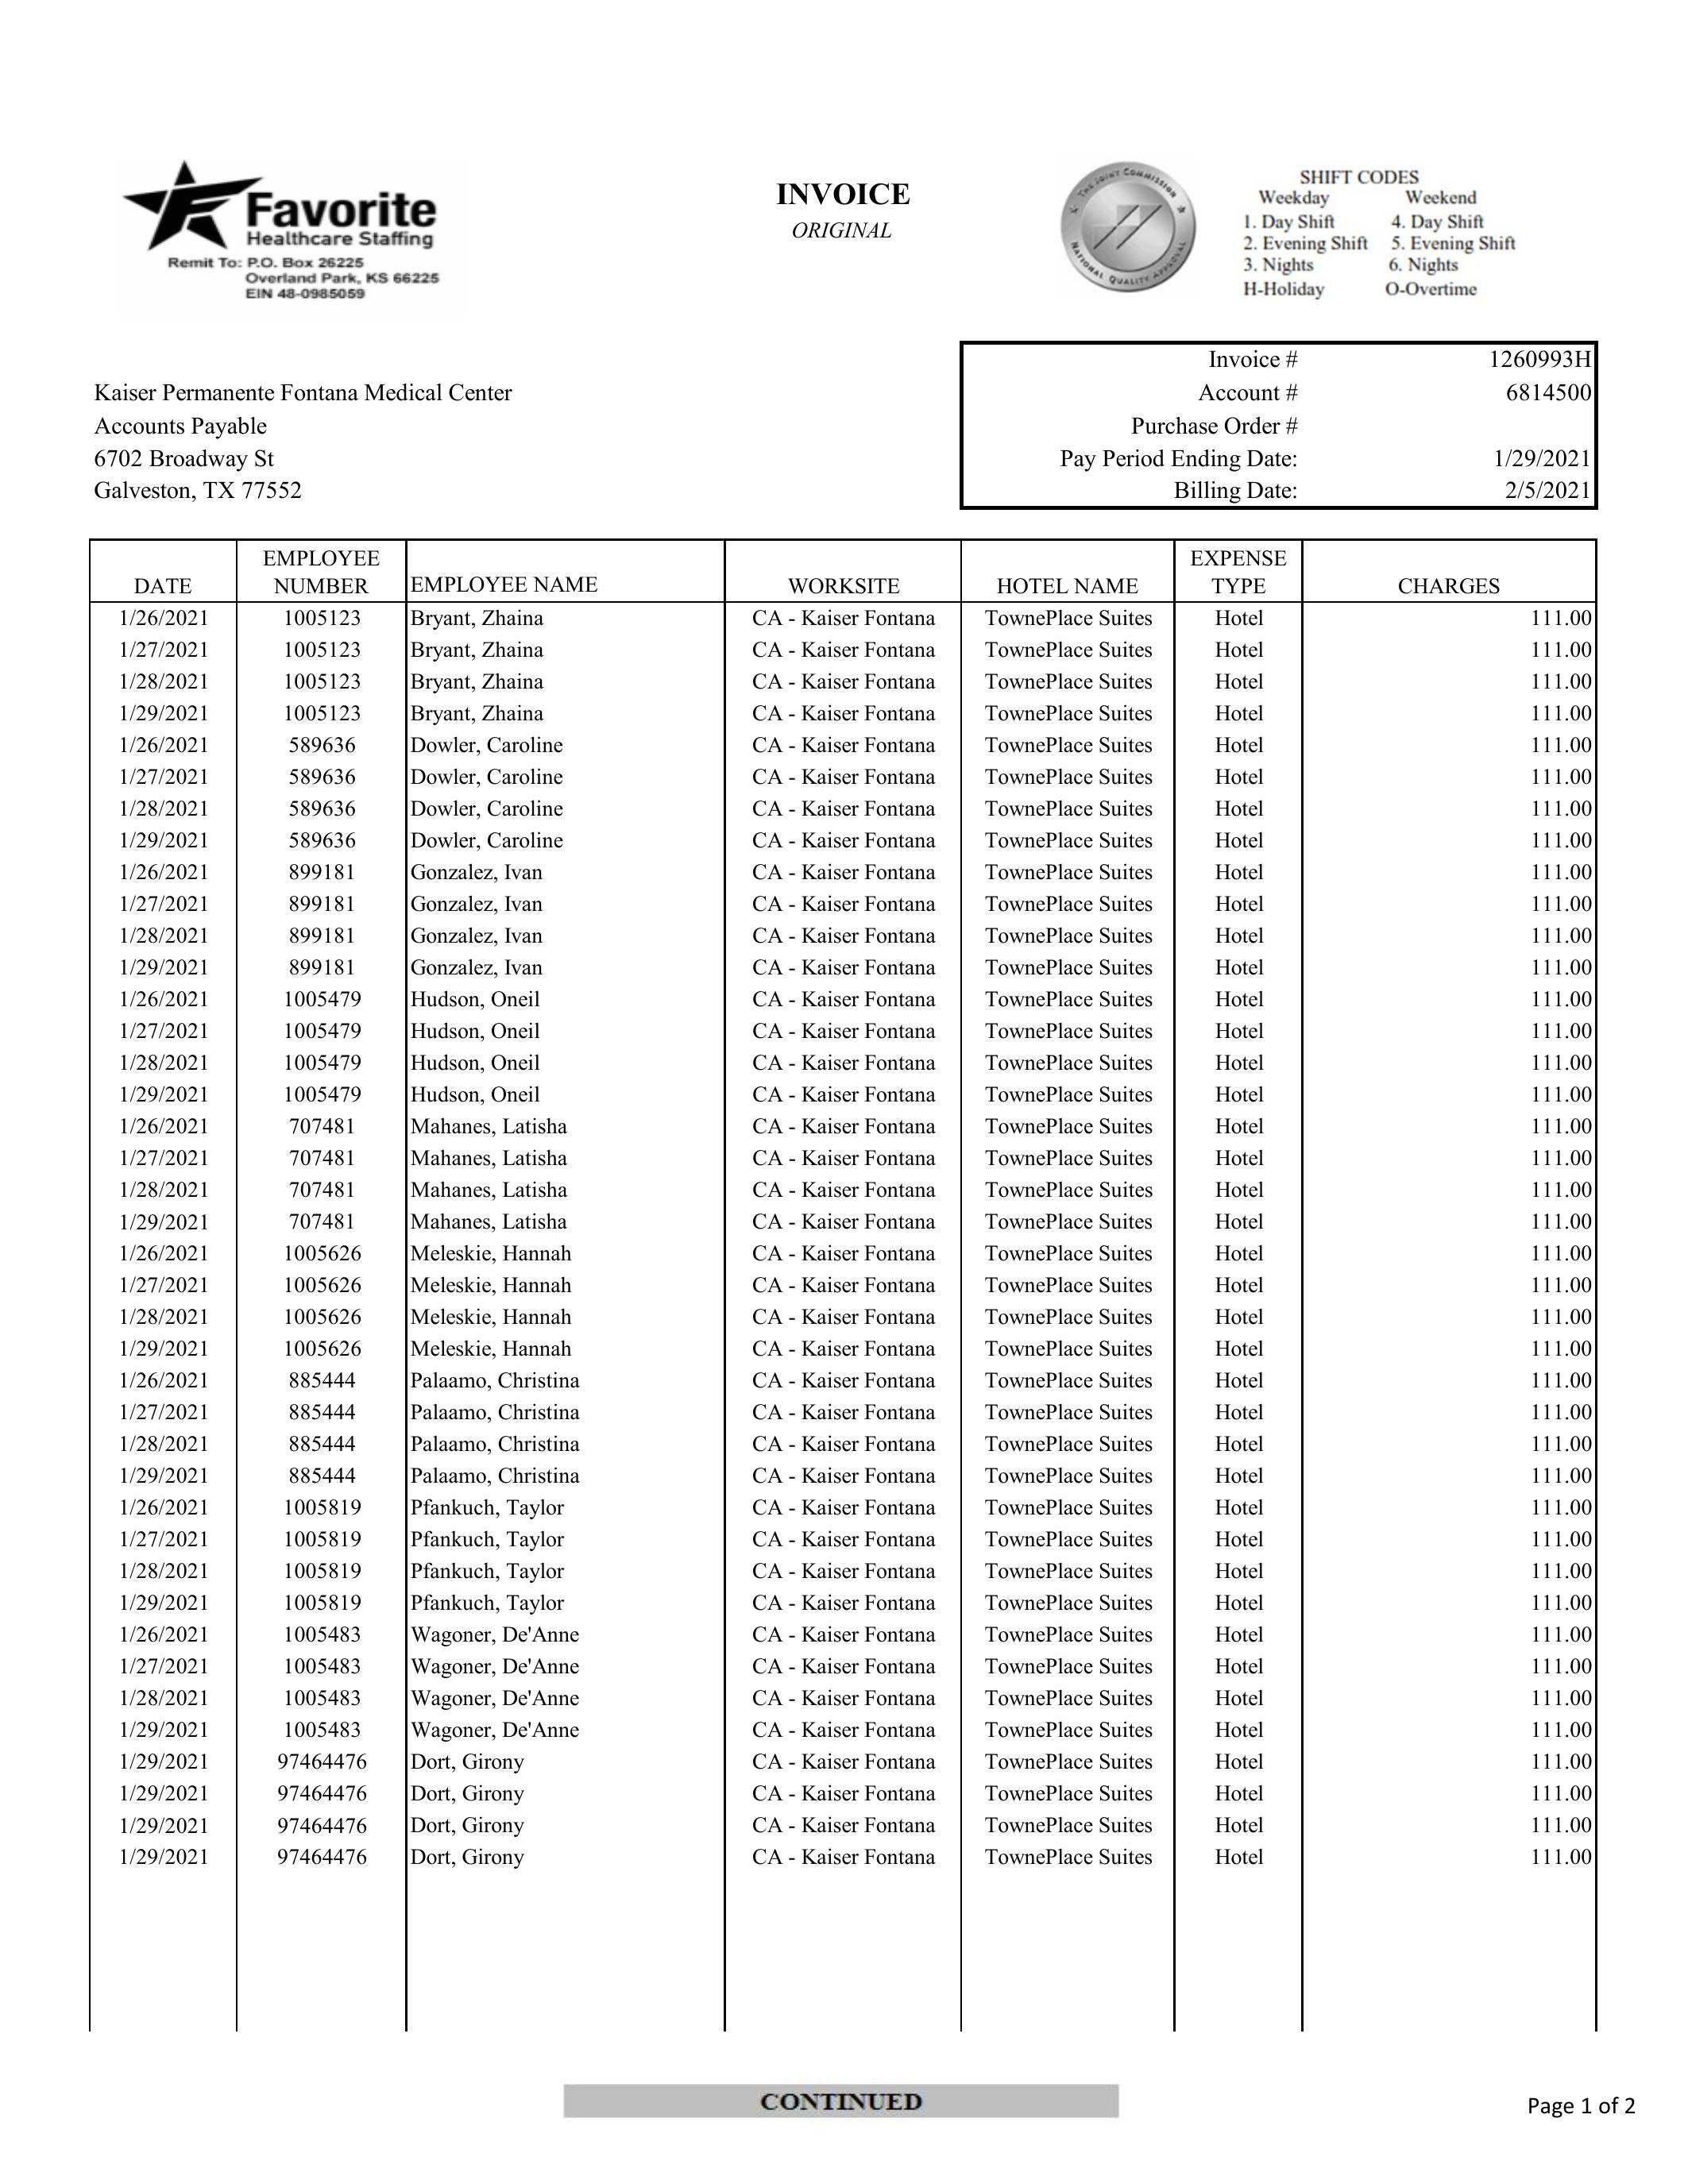 Favorite
Healthcare Staffing
Remit To: P.O. Box 26225
Overland Park, KS 66225
EIN 48-0985059
INVOICE
ORIGINAL
THE JOINT COMMISSION
NATIONAL QUALITY APPROVAL
SHIFT CODES
Weekday Weekend
1. Day Shift 4. Day Shift
2. Evening Shift 5. Evening Shift
3. Nights 6. Nights
H-Holiday O-Overtime
Kaiser Permanente Fontana Medical Center
Accounts Payable
6702 Broadway St
Galveston, TX 77552
Invoice # 1260993H
Account # 6814500
Purchase Order #
Pay Period Ending Date: 1/29/2021
Billing Date: 2/5/2021
DATE EMPLOYEE NUMBER EMPLOYEE NAME WORKSITE HOTEL NAME EXPENSE TYPE CHARGES
1/26/2021 1005123 Bryant, Zhaina CA - Kaiser Fontana TownePlace Suites Hotel 111.00
1/27/2021 1005123 Bryant, Zhaina CA - Kaiser Fontana TownePlace Suites Hotel 111.00
1/28/2021 1005123 Bryant, Zhaina CA - Kaiser Fontana TownePlace Suites Hotel 111.00
1/29/2021 1005123 Bryant, Zhaina CA - Kaiser Fontana TownePlace Suites Hotel 111.00
1/26/2021 589636 Dowler, Caroline CA - Kaiser Fontana TownePlace Suites Hotel 111.00
1/27/2021 589636 Dowler, Caroline CA - Kaiser Fontana TownePlace Suites Hotel 111.00
1/28/2021 589636 Dowler, Caroline CA - Kaiser Fontana TownePlace Suites Hotel 111.00
1/29/2021 589636 Dowler, Caroline CA - Kaiser Fontana TownePlace Suites Hotel 111.00
1/26/2021 899181 Gonzalez, Ivan CA - Kaiser Fontana TownePlace Suites Hotel 111.00
1/27/2021 899181 Gonzalez, Ivan CA - Kaiser Fontana TownePlace Suites Hotel 111.00
1/28/2021 899181 Gonzalez, Ivan CA - Kaiser Fontana TownePlace Suites Hotel 111.00
1/29/2021 899181 Gonzalez, Ivan CA - Kaiser Fontana TownePlace Suites Hotel 111.00
1/26/2021 1005479 Hudson, Oneil CA - Kaiser Fontana TownePlace Suites Hotel 111.00
1/27/2021 1005479 Hudson, Oneil CA - Kaiser Fontana TownePlace Suites Hotel 111.00
1/28/2021 1005479 Hudson, Oneil CA - Kaiser Fontana TownePlace Suites Hotel 111.00
1/29/2021 1005479 Hudson, Oneil CA - Kaiser Fontana TownePlace Suites Hotel 111.00
1/26/2021 707481 Mahanes, Latisha CA - Kaiser Fontana TownePlace Suites Hotel 111.00
1/27/2021 707481 Mahanes, Latisha CA - Kaiser Fontana TownePlace Suites Hotel 111.00
1/28/2021 707481 Mahanes, Latisha CA - Kaiser Fontana TownePlace Suites Hotel 111.00
1/29/2021 707481 Mahanes, Latisha CA - Kaiser Fontana TownePlace Suites Hotel 111.00
1/26/2021 1005626 Meleskie, Hannah CA - Kaiser Fontana TownePlace Suites Hotel 111.00
1/27/2021 1005626 Meleskie, Hannah CA - Kaiser Fontana TownePlace Suites Hotel 111.00
1/28/2021 1005626 Meleskie, Hannah CA - Kaiser Fontana TownePlace Suites Hotel 111.00
1/29/2021 1005626 Meleskie, Hannah CA - Kaiser Fontana TownePlace Suites Hotel 111.00
1/26/2021 885444 Palaamo, Christina CA - Kaiser Fontana TownePlace Suites Hotel 111.00
1/27/2021 885444 Palaamo, Christina CA - Kaiser Fontana TownePlace Suites Hotel 111.00
1/28/2021 885444 Palaamo, Christina CA - Kaiser Fontana TownePlace Suites Hotel 111.00
1/29/2021 885444 Palaamo, Christina CA - Kaiser Fontana TownePlace Suites Hotel 111.00
1/26/2021 1005819 Pfankuch, Taylor CA - Kaiser Fontana TownePlace Suites Hotel 111.00
1/27/2021 1005819 Pfankuch, Taylor CA - Kaiser Fontana TownePlace Suites Hotel 111.00
1/28/2021 1005819 Pfankuch, Taylor CA - Kaiser Fontana TownePlace Suites Hotel 111.00
1/29/2021 1005819 Pfankuch, Taylor CA - Kaiser Fontana TownePlace Suites Hotel 111.00
1/26/2021 1005483 Wagoner, De'Anne CA - Kaiser Fontana TownePlace Suites Hotel 111.00
1/27/2021 1005483 Wagoner, De'Anne CA - Kaiser Fontana TownePlace Suites Hotel 111.00
1/28/2021 1005483 Wagoner, De'Anne CA - Kaiser Fontana TownePlace Suites Hotel 111.00
1/29/2021 1005483 Wagoner, De'Anne CA - Kaiser Fontana TownePlace Suites Hotel 111.00
1/29/2021 97464476 Dort, Girony CA - Kaiser Fontana TownePlace Suites Hotel 111.00
1/29/2021 97464476 Dort, Girony CA - Kaiser Fontana TownePlace Suites Hotel 111.00
1/29/2021 97464476 Dort, Girony CA - Kaiser Fontana TownePlace Suites Hotel 111.00
1/29/2021 97464476 Dort, Girony CA - Kaiser Fontana TownePlace Suites Hotel 111.00
CONTINUED
Page 1 of 2